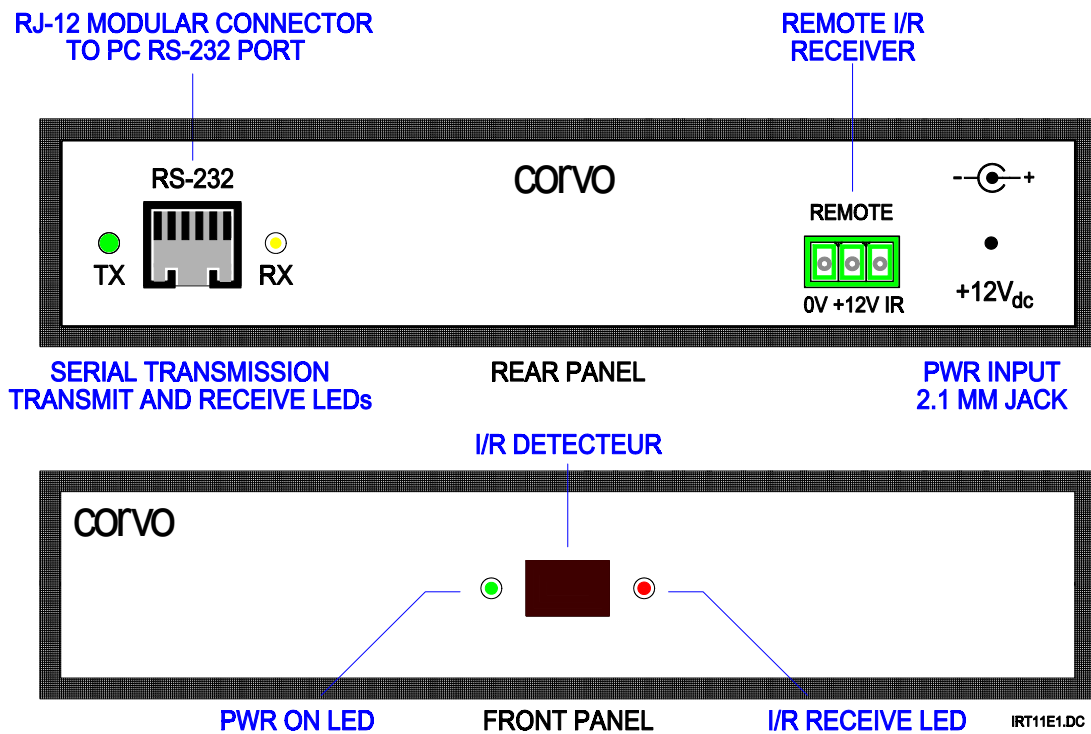 RJ-12 MODULAR CONNECTOR
TO PC RS-232 PORT
REMOTE I/R
RECEIVER
RS-232
corvo
- +
REMOTE
TX
RX
0V +12V IR
+12Vdc
SERIAL TRANSMISSION
TRANSMIT AND RECEIVE LEDs
REAR PANEL
PWR INPUT
2.1 MM JACK
I/R DETECTEUR
corvo
PWR ON LED
FRONT PANEL
I/R RECEIVE LED
IRT11E1.DC